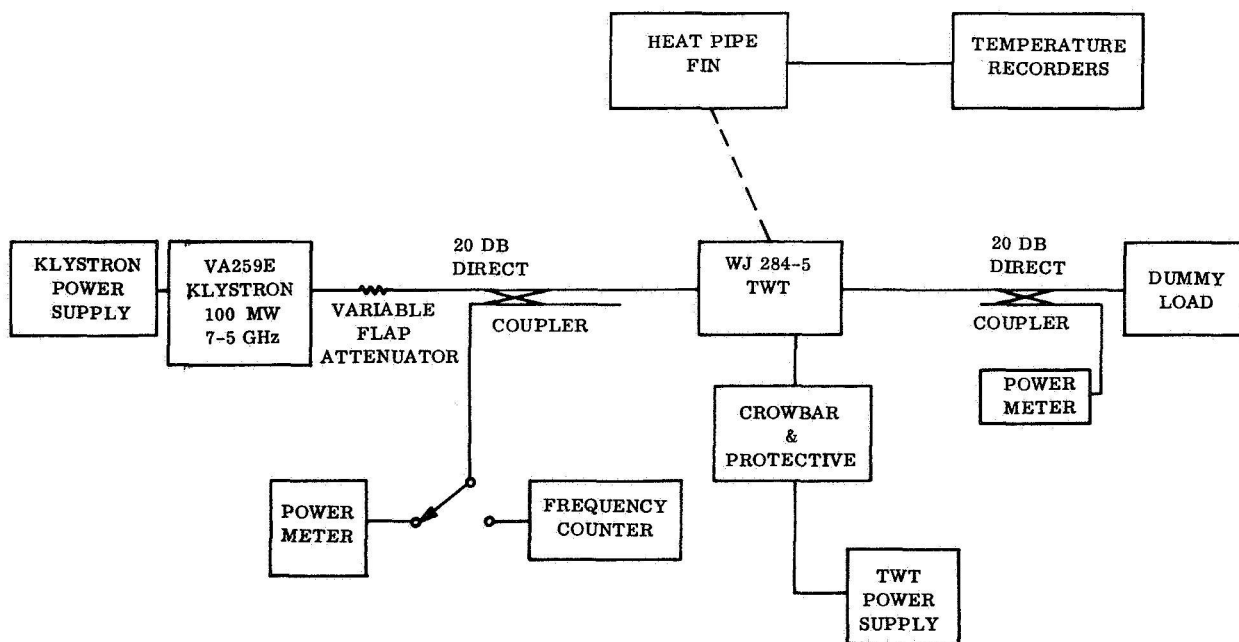 HEAT PIPE
FIN
TEMPERATURE
RECORDERS
KLYSTRON
POWER
SUPPLY
VA259E
KLYSTRON
100 MW
7-5 GHz
VARIABLE
FLAP
ATTENUATOR
20 DB
DIRECT
COUPLER
WJ 284-5
TWT
20 DB
DIRECT
COUPLER
DUMMY
LOAD
POWER
METER
CROWBAR
&
PROTECTIVE
POWER
METER
FREQUENCY
COUNTER
TWT
POWER
SUPPLY